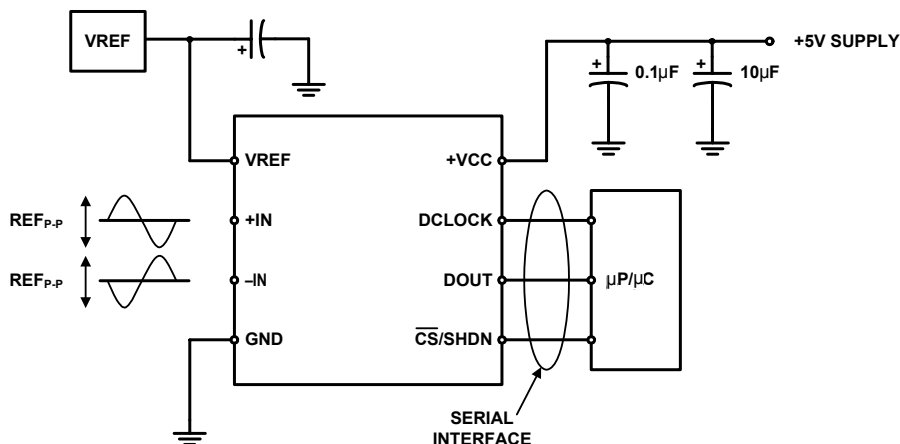 VREF
+
+5V SUPPLY
+
0.1µF
+
10µF
VREF
+VCC
REFP-P
+IN
DCLOCK
REFP-P
–IN
DOUT
µP/µC
GND
CS/SHDN
SERIAL
INTERFACE